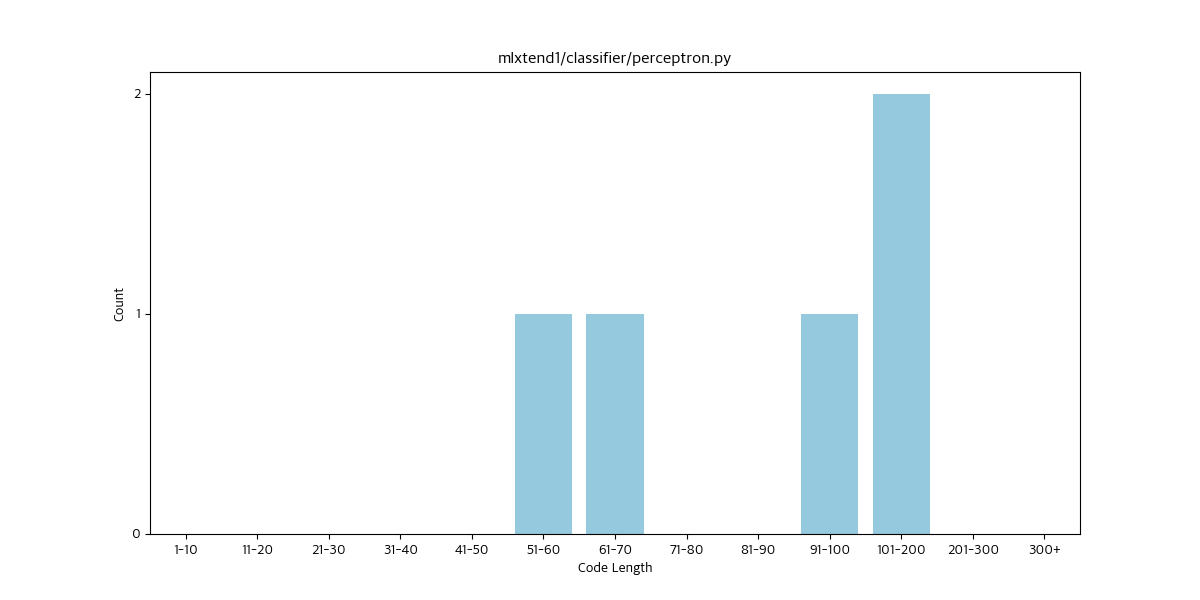 mlxtend1/classifier/perceptron.py
Count
2
1
0
1-10 11-20 21-30 31-40 41-50 51-60 61-70 71-80 81-90 91-100 101-200 201-300 300+
Code Length